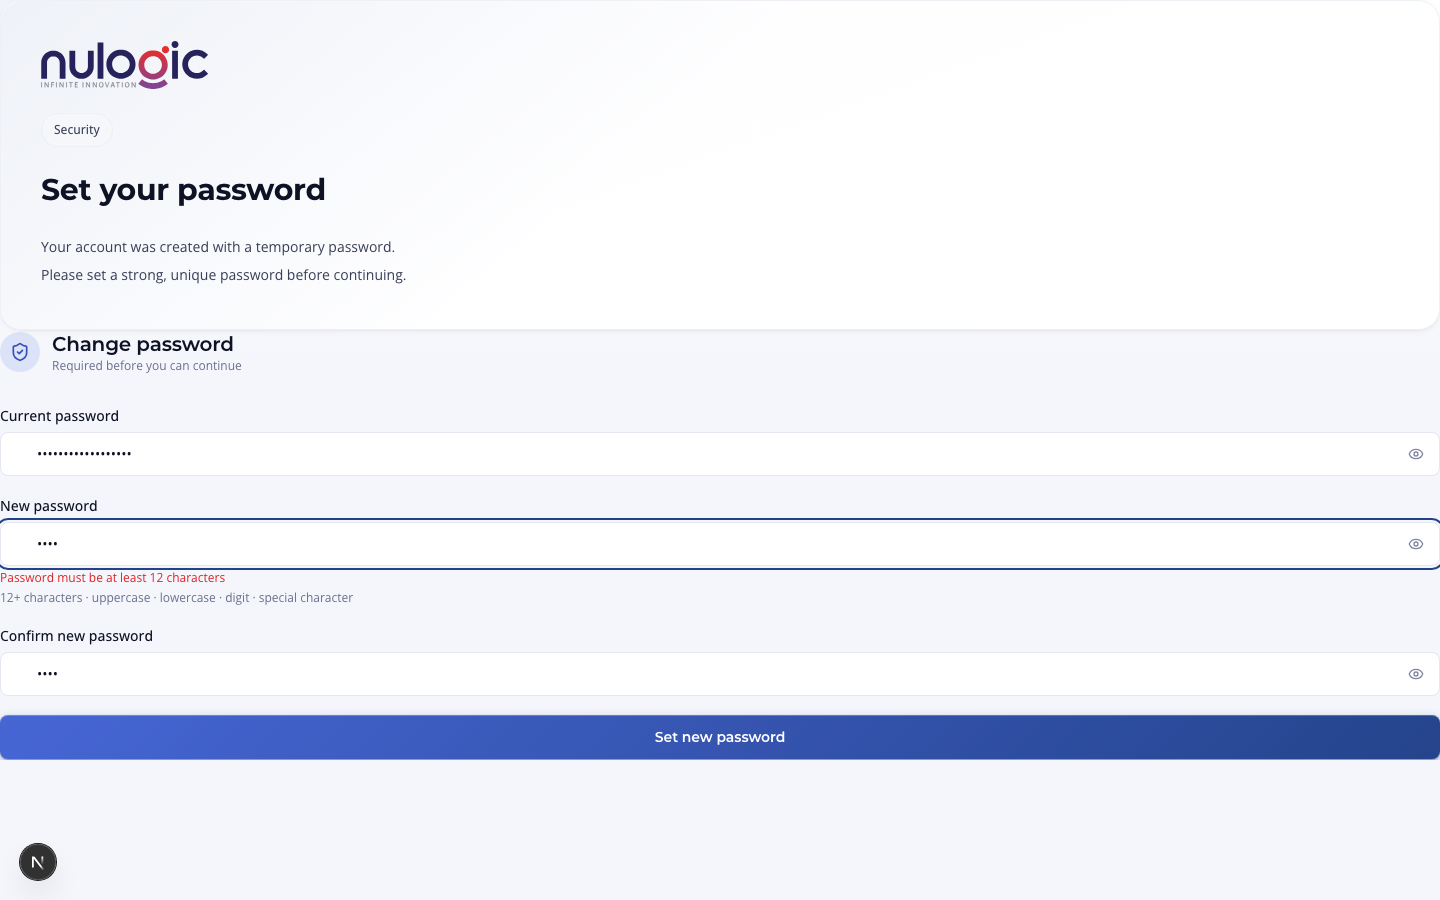 nulogic
INFINITE INNOVATION
Security
Set your password
Your account was created with a temporary password.
Please set a strong, unique password before continuing.
Change password
Required before you can continue
Current password
••••••••••••••••••
New password
••••
Password must be at least 12 characters
12+ characters · uppercase · lowercase · digit · special character
Confirm new password
••••
Set new password
N